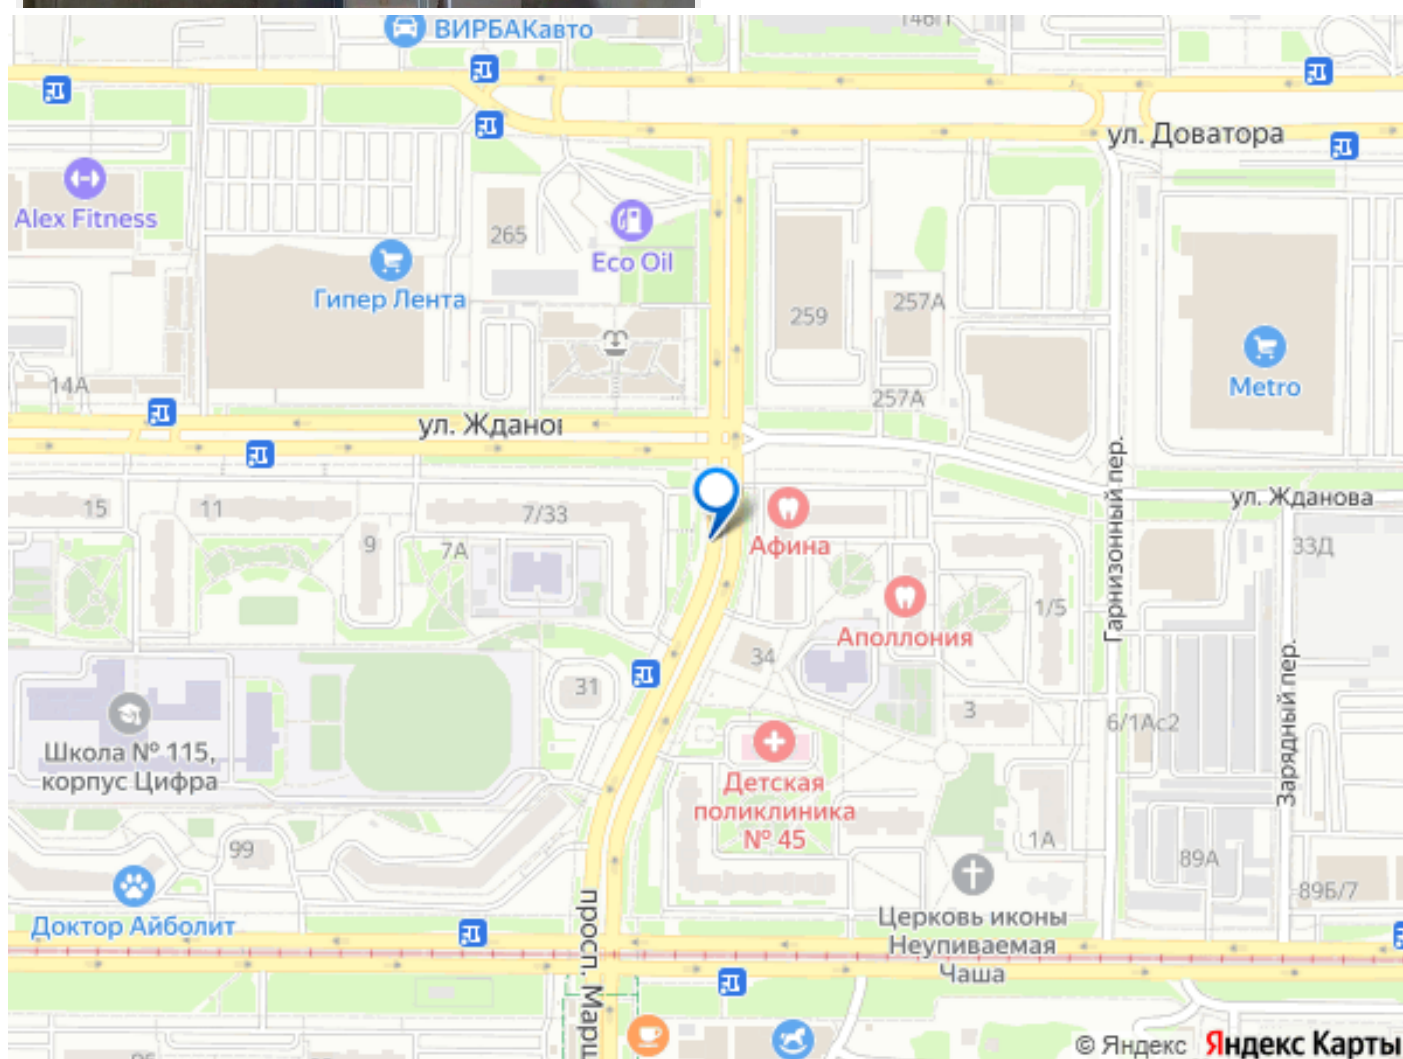 ВИРБАКавто
ул. Доватора
Alex Fitness
265
Eco Oil
Гипер Лента
259
257А
14А
257А
Metro
ул. Ждано
15
11
7/33
9
7А
Афина
ул. Жданова
33Д
Гарнизонный пер.
Аполлония
1/5
34
31
3
6/1Ас2
Зарядный пер.
Школа № 115,
корпус Цифра
Детская
поликлиника
№ 45
99
1А
89А
89Б/7
Доктор Айболит
Церковь иконы
Неупиваемая
Чаша
просп. Марш
© Яндекс Яндекс Карты